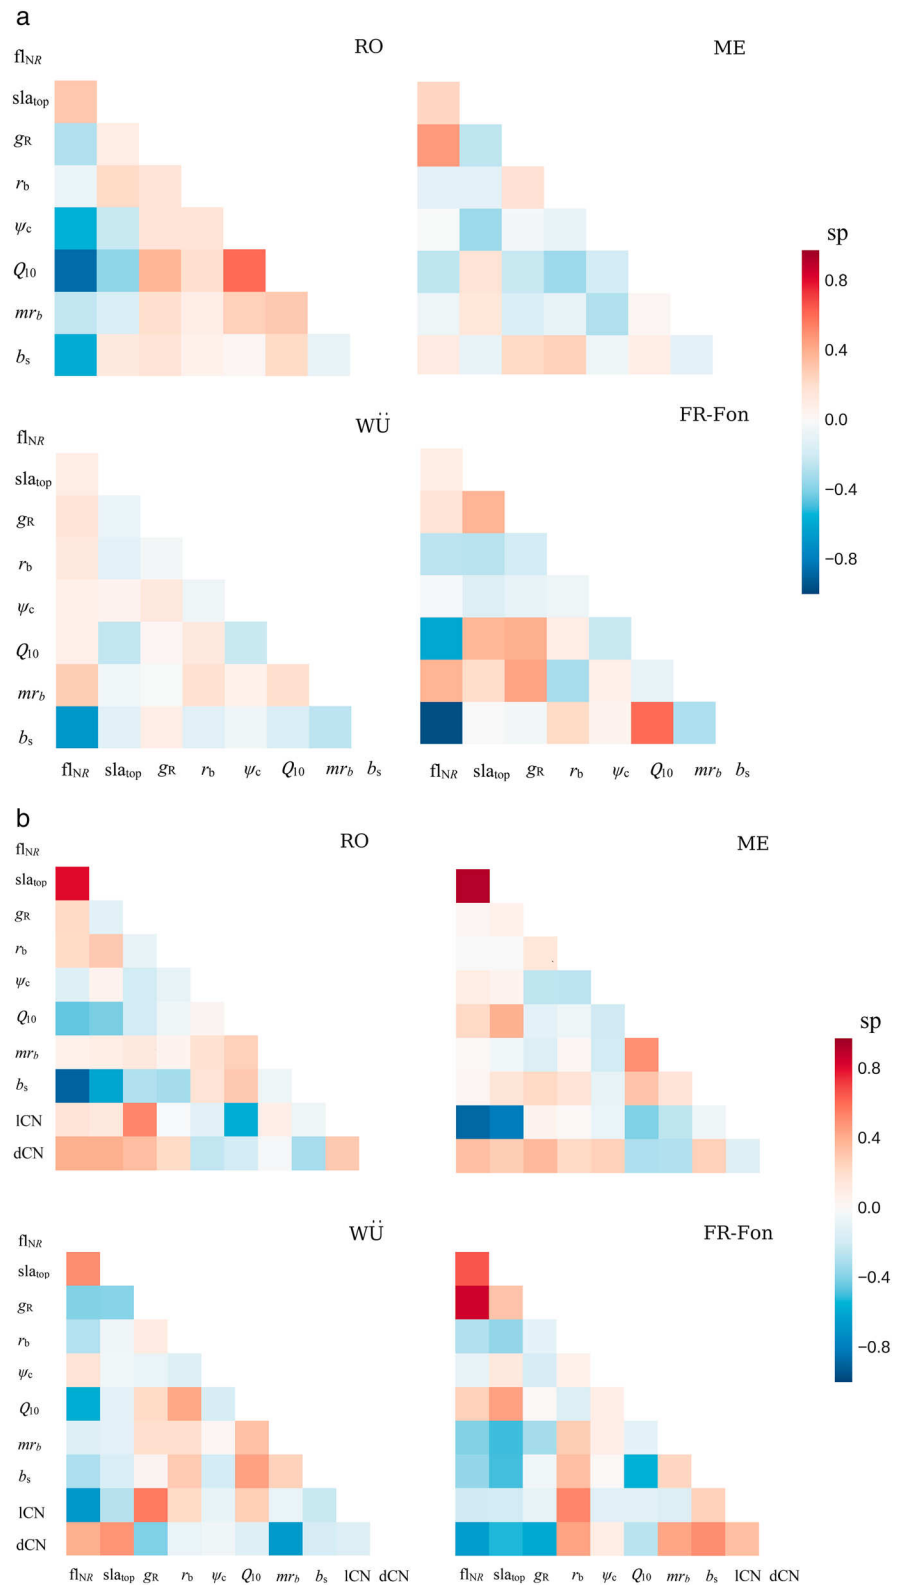 a
RO
ME
fl_NR
sla_top
g_R
r_b
ψ_c
Q_10
mr_b
b_s
sp
0.8
0.4
0.0
−0.4
−0.8
WÜ
FR-Fon
fl_NR
sla_top
g_R
r_b
ψ_c
Q_10
mr_b
b_s
fl_NR sla_top g_R r_b ψ_c Q_10 mr_b b_s
fl_NR sla_top g_R r_b ψ_c Q_10 mr_b b_s
b
RO
ME
fl_NR
sla_top
g_R
r_b
ψ_c
Q_10
mr_b
b_s
lCN
dCN
sp
0.8
0.4
0.0
−0.4
−0.8
WÜ
FR-Fon
fl_NR
sla_top
g_R
r_b
ψ_c
Q_10
mr_b
b_s
lCN
dCN
fl_NR sla_top g_R r_b ψ_c Q_10 mr_b b_s lCN dCN
fl_NR sla_top g_R r_b ψ_c Q_10 mr_b b_s lCN dCN